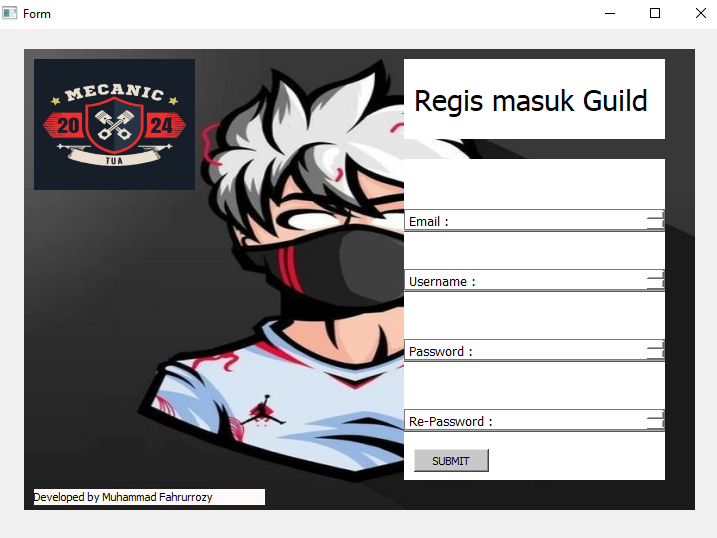 Form
MECANIC
20 24
TUA
Regis masuk Guild
Email :
Username :
Password :
Re-Password :
SUBMIT
Developed by Muhammad Fahrurrozy